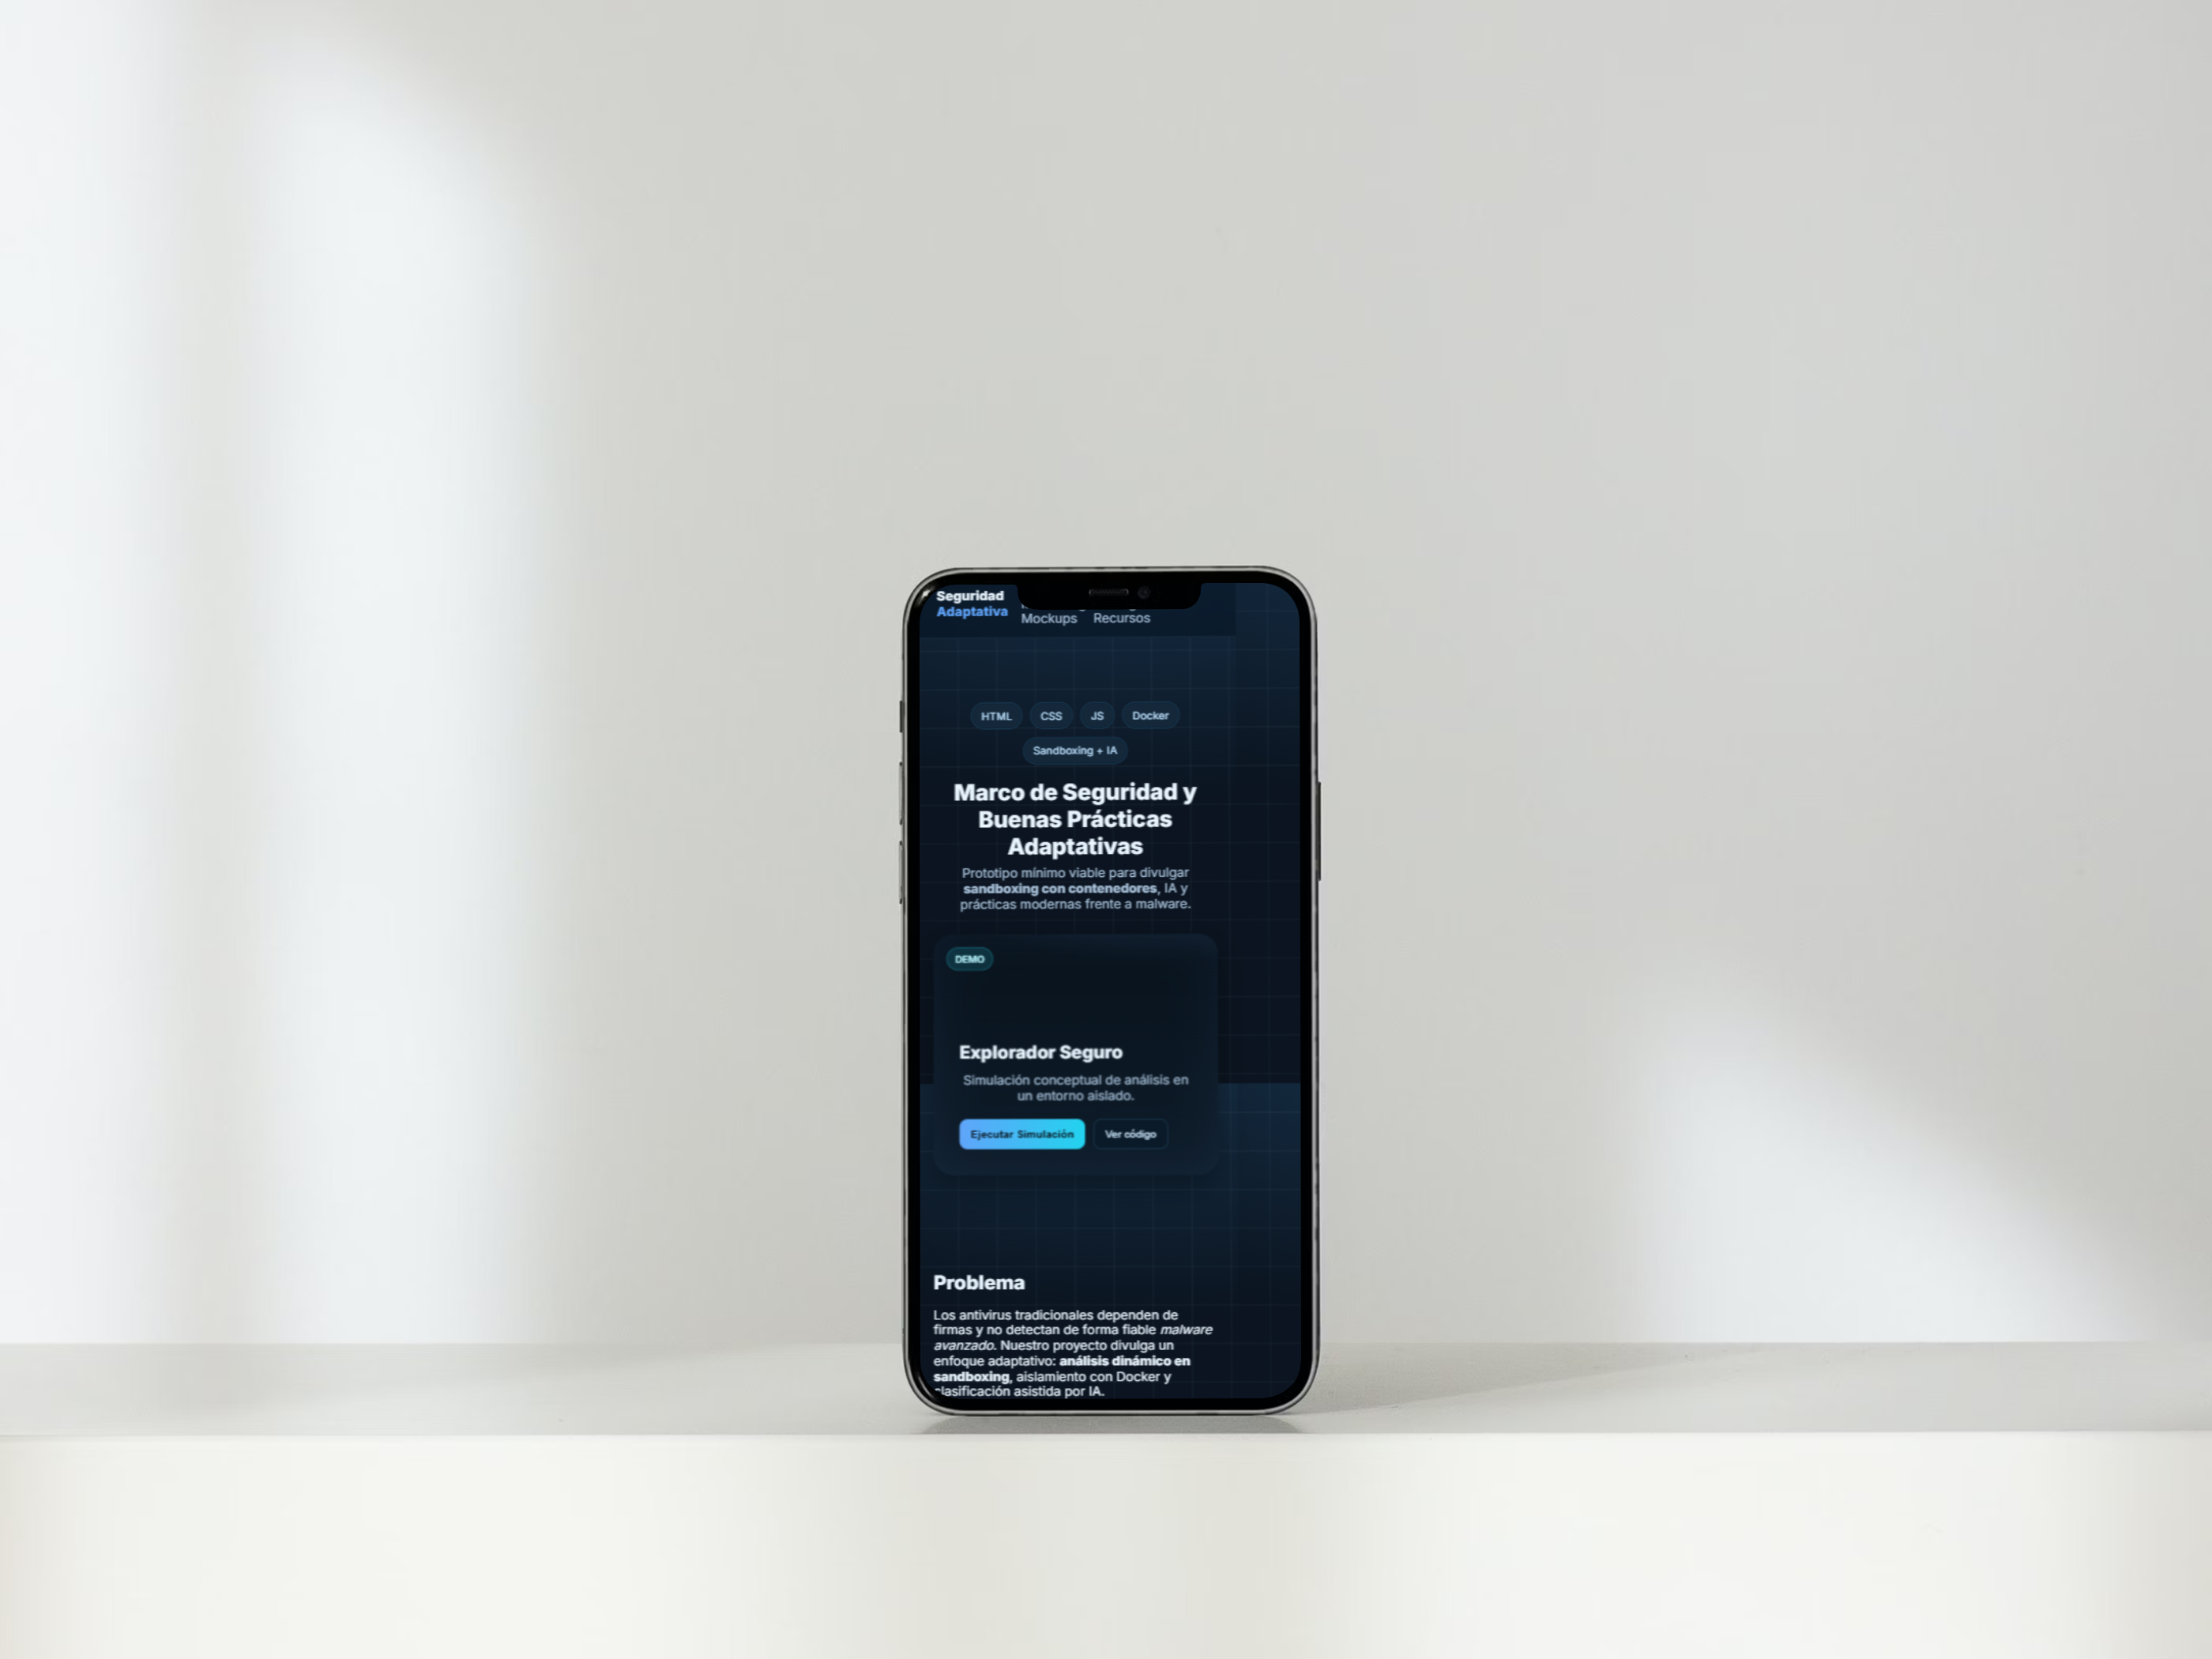 Seguridad
Adaptativa
Mockups Recursos
HTML CSS JS Docker
Sandboxing + IA
Marco de Seguridad y
Buenas Prácticas
Adaptativas
Prototipo mínimo viable para divulgar
sandboxing con contenedores, IA y
prácticas modernas frente a malware.
DEMO
Explorador Seguro
Simulación conceptual de análisis en
un entorno aislado.
Ejecutar Simulación Ver código
Problema
Los antivirus tradicionales dependen de
firmas y no detectan de forma fiable malware
avanzado. Nuestro proyecto divulga un
enfoque adaptativo: análisis dinámico en
sandboxing, aislamiento con Docker y
clasificación asistida por IA.